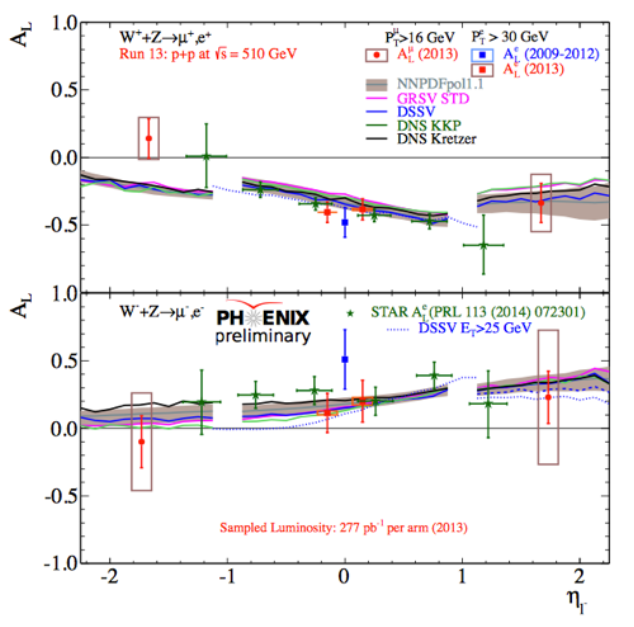 A_L
1.0
W⁺+Z→μ⁺,e⁺
P_T^μ>16 GeV P_T^e>30 GeV
Run 13: p+p at √s = 510 GeV
A_L^μ (2013)
A_L^e (2009-2012)
A_L^e (2013)
0.5
NNPDFpol1.1
GRSV STD
DSSV
DNS KKP
DNS Kretzer
0.0
-0.5
A_L
1.0
W⁻+Z→μ⁻,e⁻
PHENIX
preliminary
STAR A_L^e(PRL 113 (2014) 072301)
DSSV E_T>25 GeV
0.5
0.0
-0.5
Sampled Luminosity: 277 pb⁻¹ per arm (2013)
-1.0
-2 -1 0 1 2
η_l